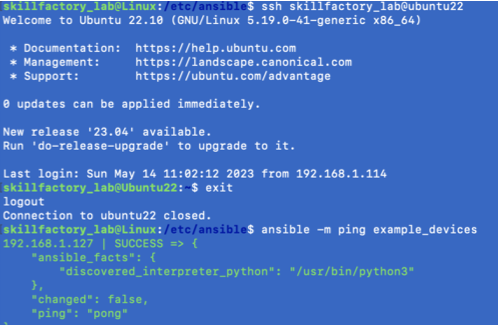 skillfactory_lab@Linux:/etc/ansible$ ssh skillfactory_lab@ubuntu22
Welcome to Ubuntu 22.10 (GNU/Linux 5.19.0-41-generic x86_64)

 * Documentation:  https://help.ubuntu.com
 * Management:     https://landscape.canonical.com
 * Support:        https://ubuntu.com/advantage

0 updates can be applied immediately.

New release '23.04' available.
Run 'do-release-upgrade' to upgrade to it.

Last login: Sun May 14 11:02:12 2023 from 192.168.1.114
skillfactory_lab@Ubuntu22:~$ exit
logout
Connection to ubuntu22 closed.
skillfactory_lab@Linux:/etc/ansible$ ansible -m ping example_devices
192.168.1.127 | SUCCESS => {
    "ansible_facts": {
        "discovered_interpreter_python": "/usr/bin/python3"
    },
    "changed": false,
    "ping": "pong"
}